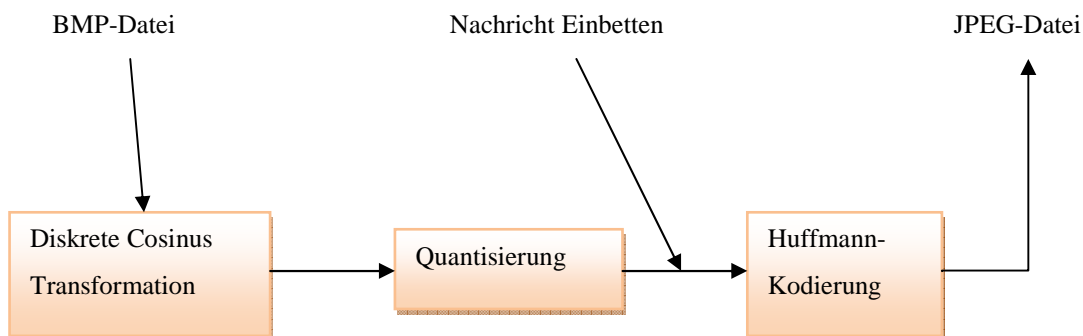 BMP-Datei
Nachricht Einbetten
JPEG-Datei
Diskrete Cosinus
Transformation
Quantisierung
Huffmann-
Kodierung